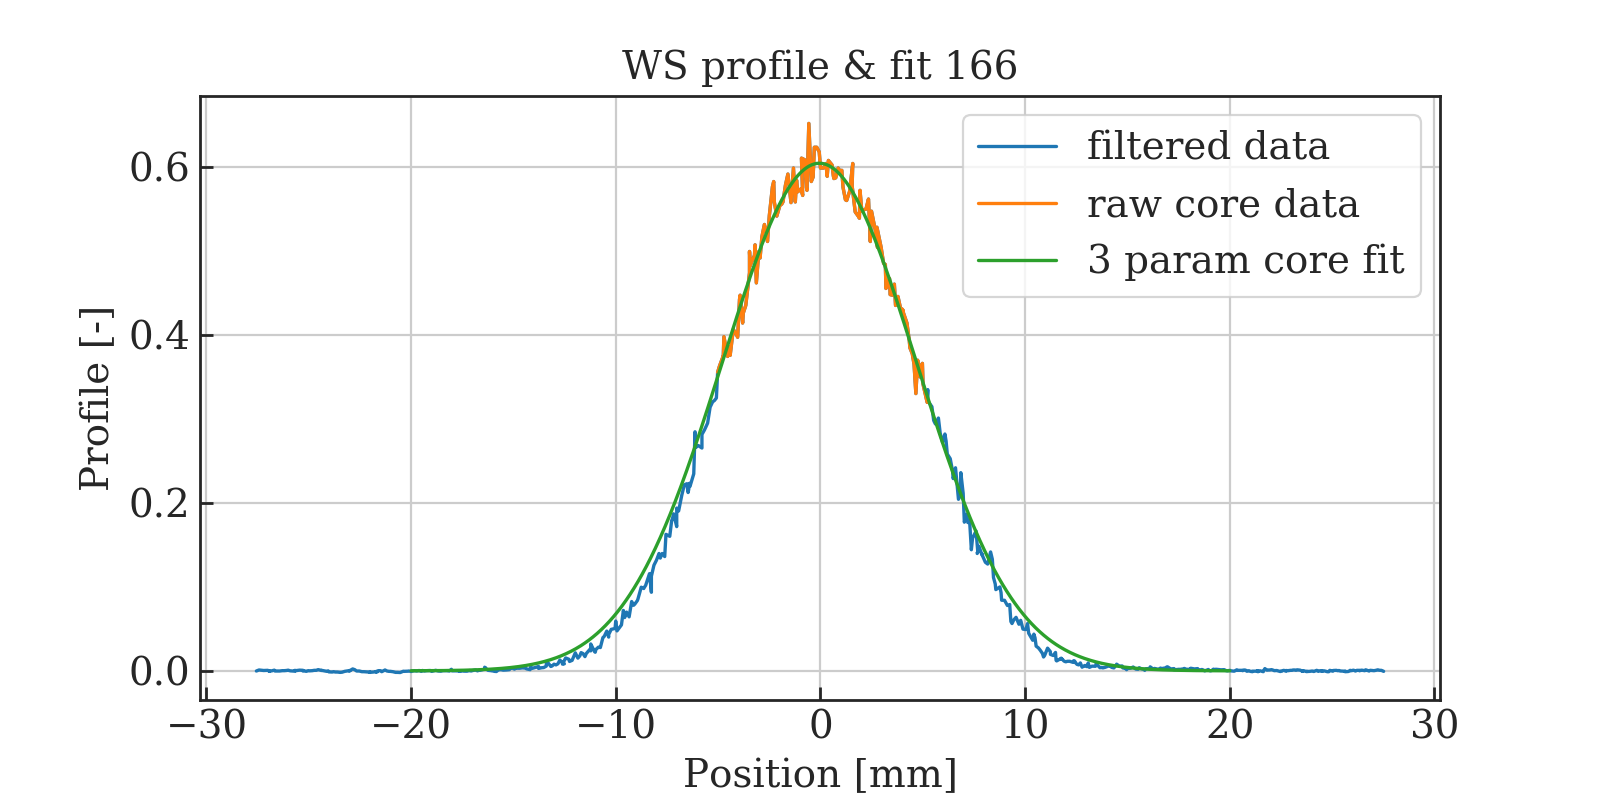 WS profile & fit 166
filtered data
raw core data
3 param core fit
Profile [-]
0.6
0.4
0.2
0.0
−30
−20
−10
0
10
20
30
Position [mm]